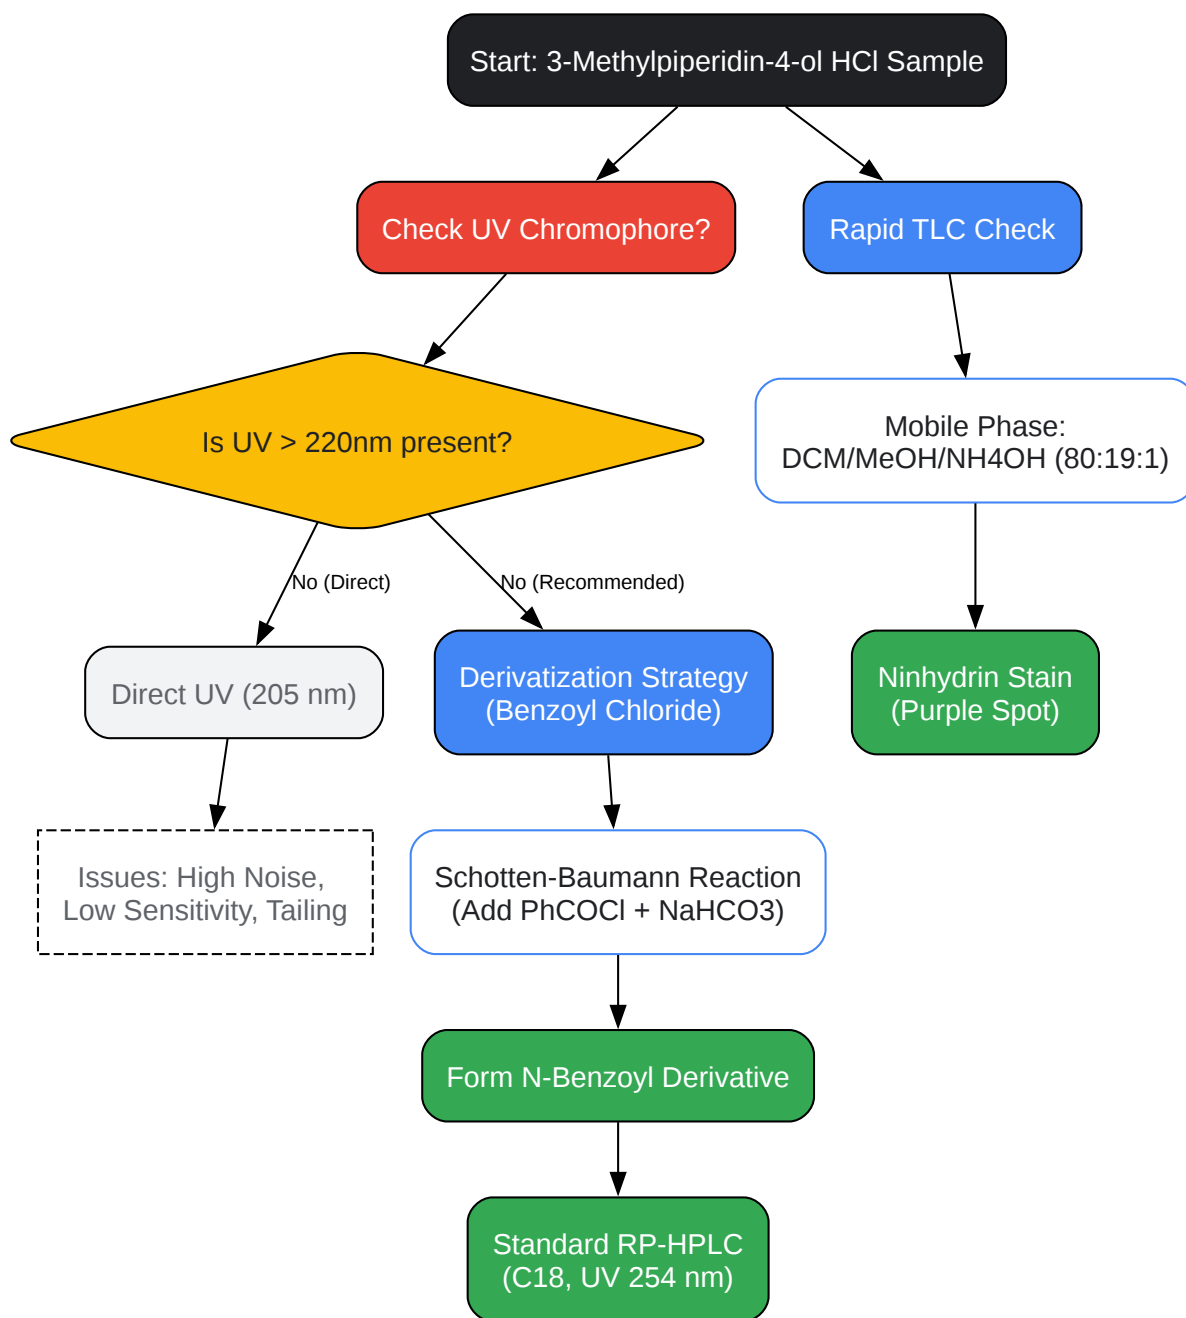 Start: 3-Methylpiperidin-4-ol HCl Sample
Check UV Chromophore?
Rapid TLC Check
Is UV > 220nm present?
Mobile Phase:
DCM/MeOH/NH4OH (80:19:1)
No (Direct)
No (Recommended)
Direct UV (205 nm)
Derivatization Strategy
(Benzoyl Chloride)
Ninhydrin Stain
(Purple Spot)
Issues: High Noise,
Low Sensitivity, Tailing
Schotten-Baumann Reaction
(Add PhCOCl + NaHCO3)
Form N-Benzoyl Derivative
Standard RP-HPLC
(C18, UV 254 nm)